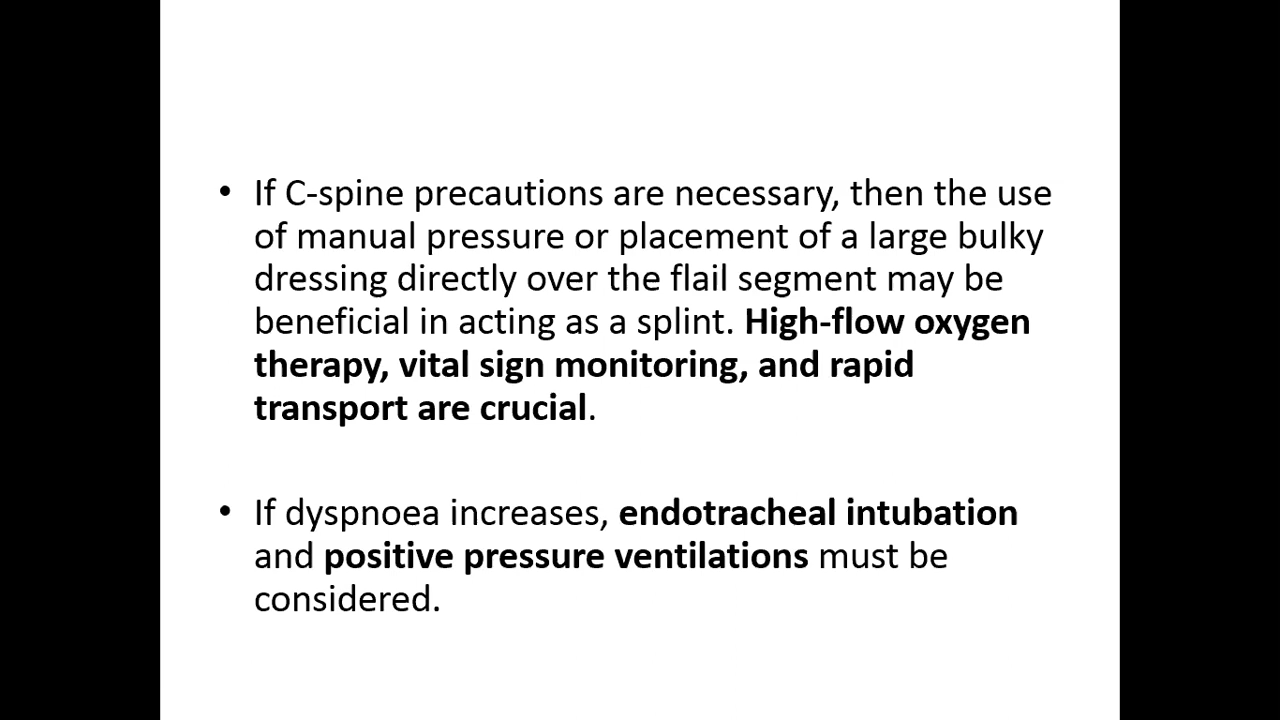 • If C-spine precautions are necessary, then the use
of manual pressure or placement of a large bulky
dressing directly over the flail segment may be
beneficial in acting as a splint. High-flow oxygen
therapy, vital sign monitoring, and rapid
transport are crucial.
• If dyspnoea increases, endotracheal intubation
and positive pressure ventilations must be
considered.